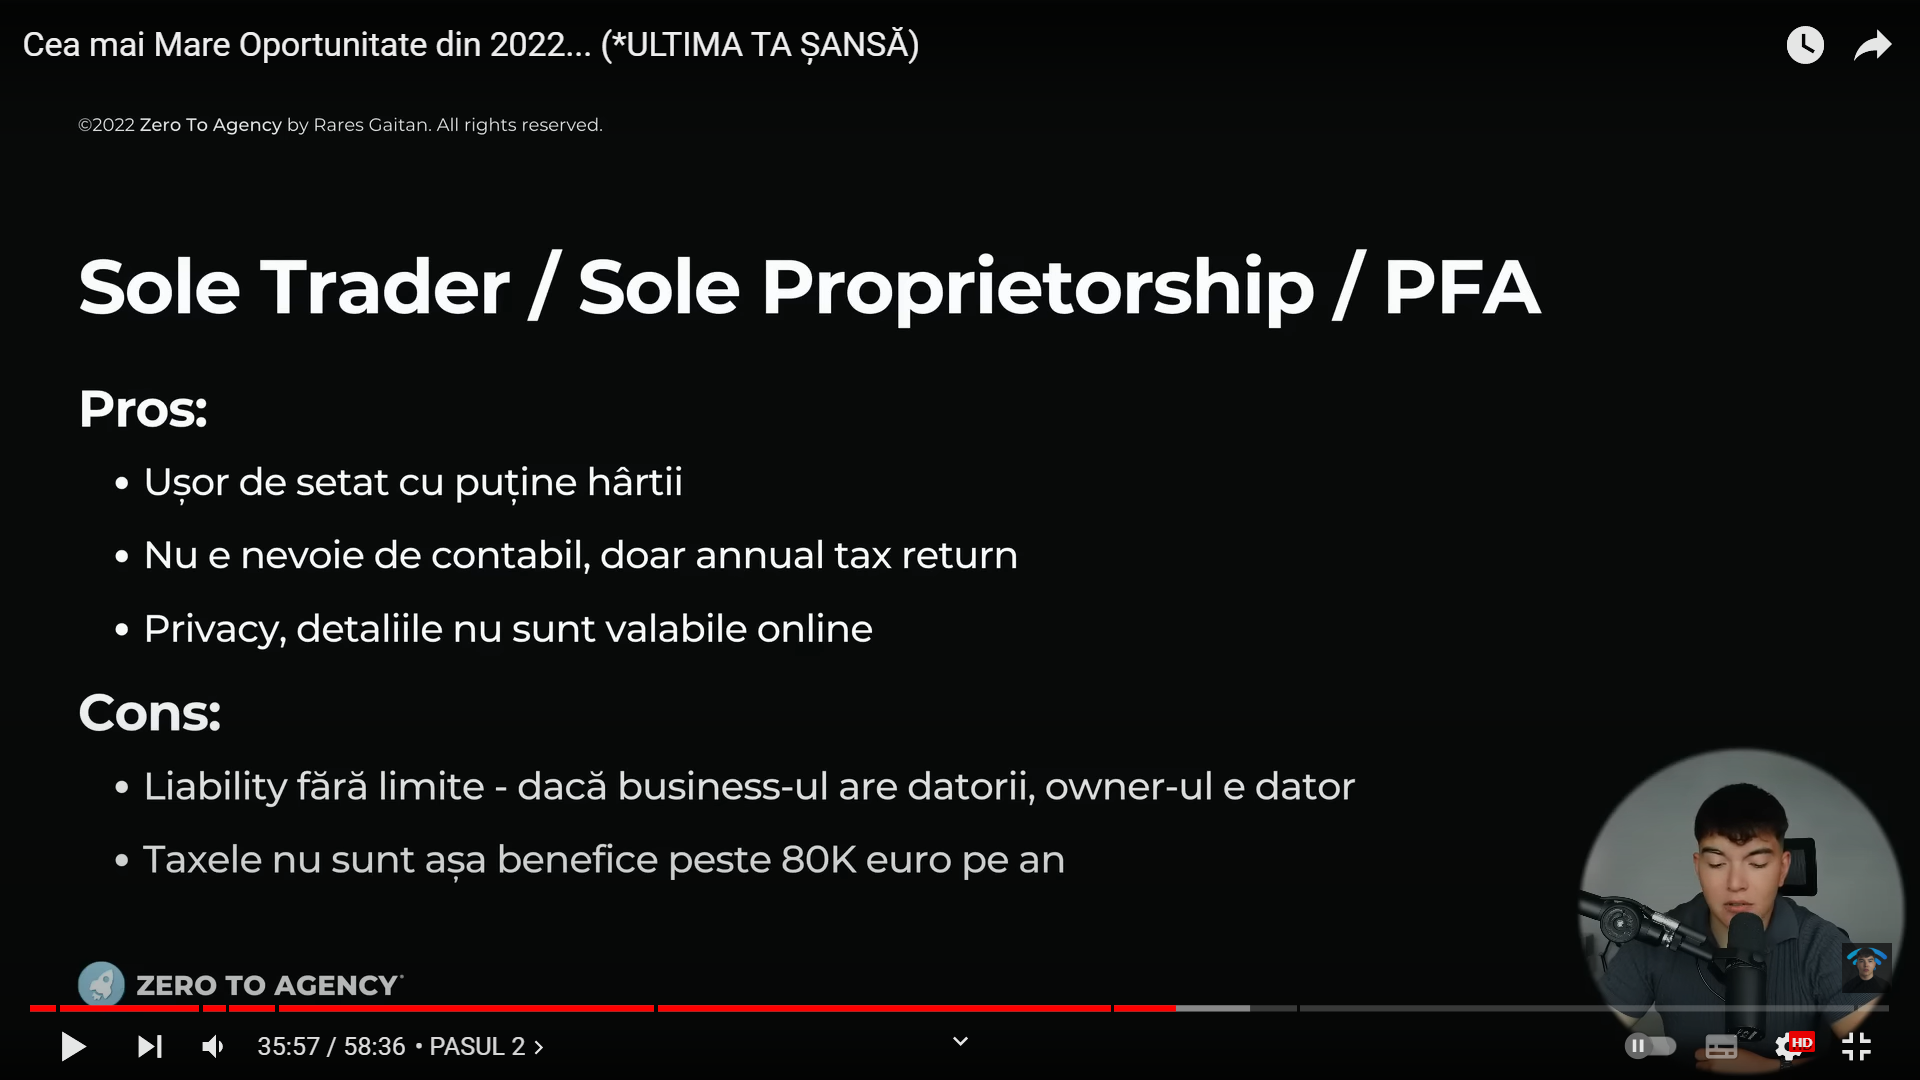 Cea mai Mare Oportunitate din 2022... (*ULTIMA TA ȘANSĂ)
©2022 Zero To Agency by Rares Gaitan. All rights reserved.
Sole Trader / Sole Proprietorship / PFA
Pros:
• Ușor de setat cu puține hârtii
• Nu e nevoie de contabil, doar annual tax return
• Privacy, detaliile nu sunt valabile online
Cons:
• Liability fără limite - dacă business-ul are datorii, owner-ul e dator
• Taxele nu sunt așa benefice peste 80K euro pe an
ZERO TO AGENCY
35:57 / 58:36 • PASUL 2 ›
HD